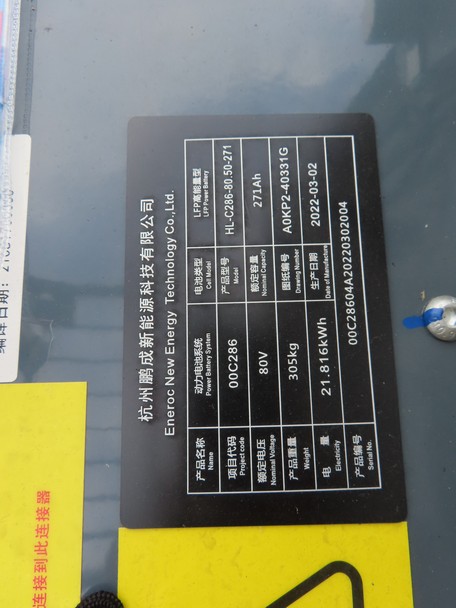 杭州鹏成新能源科技有限公司
Eneroc New Energy Technology Co.,Ltd.
产品名称 动力电池系统 电池类型 LFP高能量型
Name Power Battery System Cell Model LFP Power Battery
项目代码 00C286 产品型号 HL-C286-80.50-271
Project code Model
额定电压 80V 额定容量 271Ah
Nominal Voltage Nominal Capacity
产品重量 305kg 图纸编号 A0KP2-40331G
Weight Drawing Number
电 量 21.816kWh 生产日期 2022-03-02
Electricity Date of Manufacture
产品编号 00C28604A20220302004
Serial No.
连接到此连接器